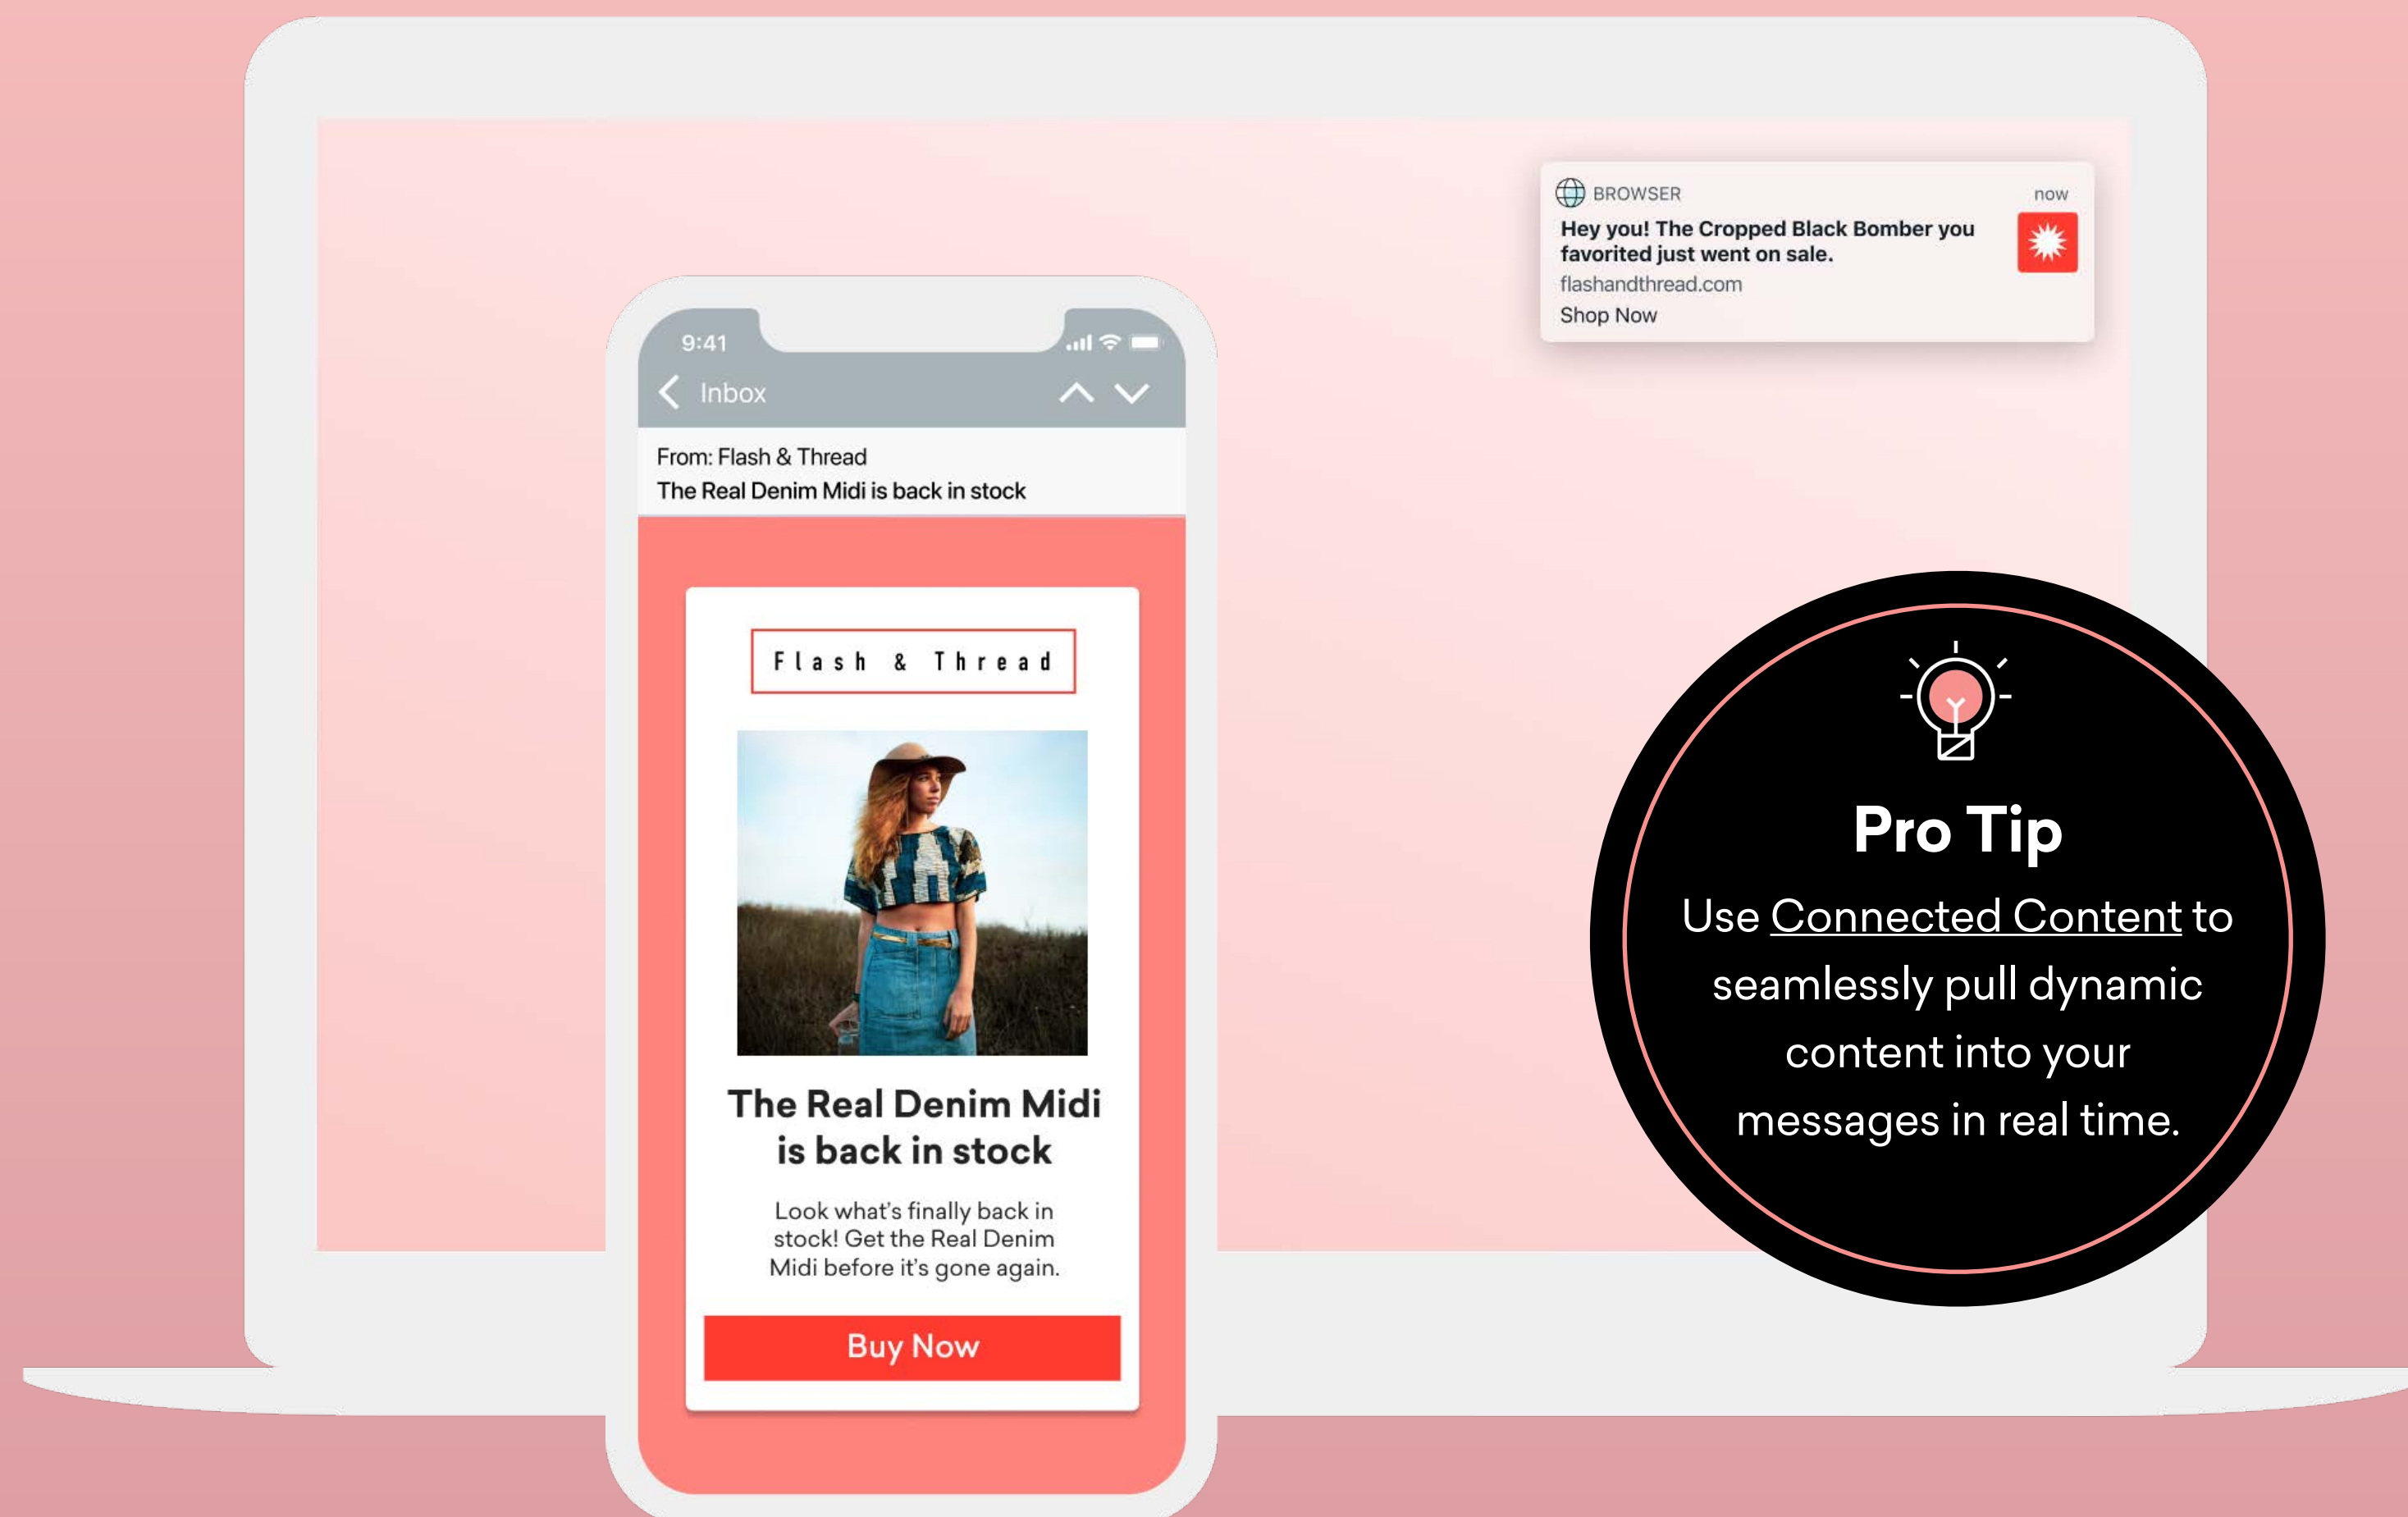 BROWSER
now
Hey you! The Cropped Black Bomber you
favorited just went on sale.
flashandthread.com
Shop Now
9:41
Inbox
From: Flash & Thread
The Real Denim Midi is back in stock
Flash & Thread
The Real Denim Midi
is back in stock
Look what’s finally back in
stock! Get the Real Denim
Midi before it’s gone again.
Buy Now
Pro Tip
Use Connected Content to
seamlessly pull dynamic
content into your
messages in real time.